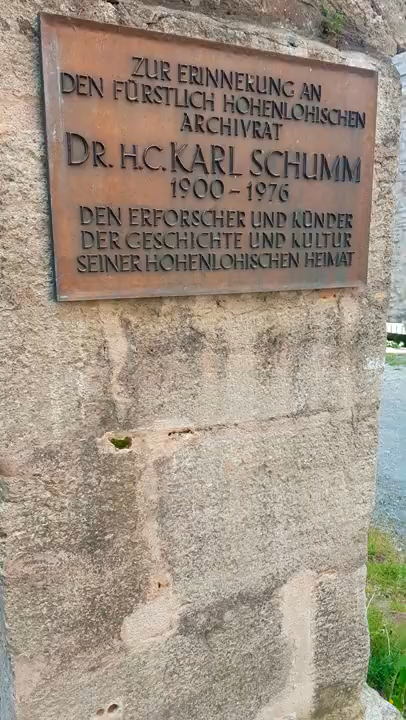 ZUR ERINNERUNG AN
DEN FÜRSTLICH HOHENLOHISCHEN
ARCHIVRAT
DR. H.C. KARL SCHUMM
1900 – 1976
DEN ERFORSCHER UND KÜNDER
DER GESCHICHTE UND KULTUR
SEINER HOHENLOHISCHEN HEIMAT